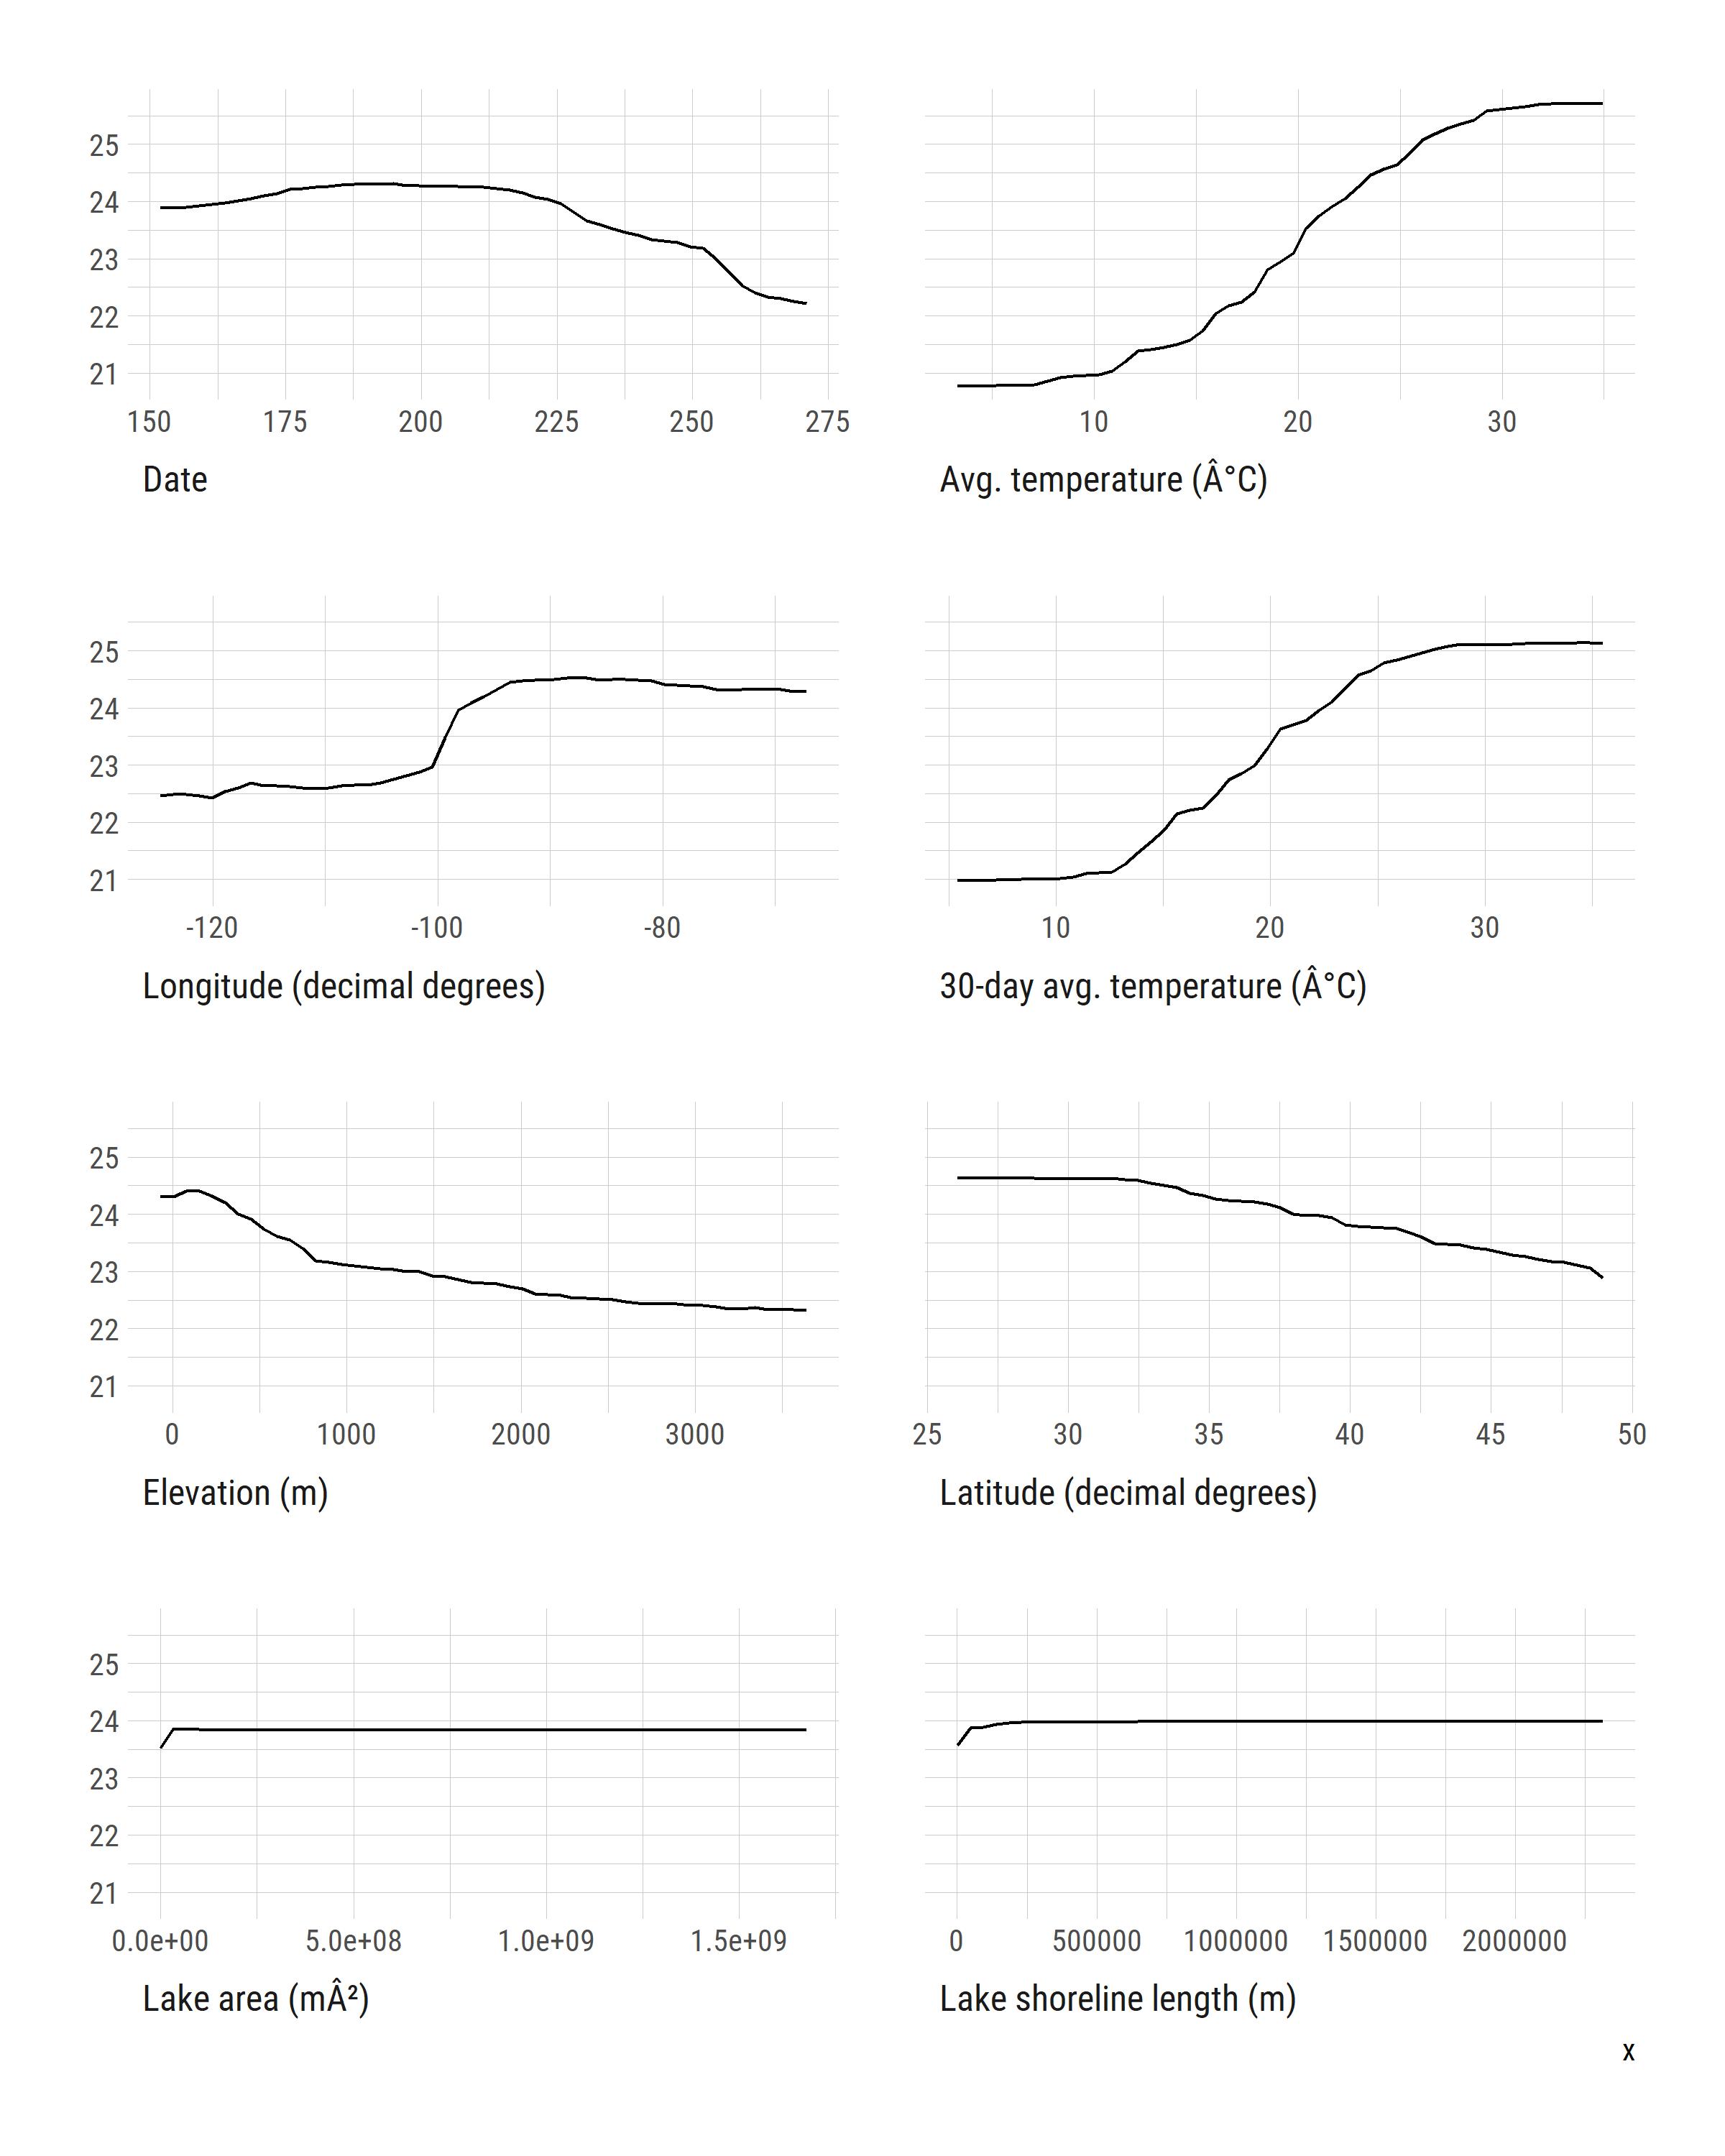 25
24
23
22
21
150 175 200 225 250 275
Date
10 20 30
Avg. temperature (Â°C)
25
24
23
22
21
-120 -100 -80
Longitude (decimal degrees)
10 20 30
30-day avg. temperature (Â°C)
25
24
23
22
21
0 1000 2000 3000
Elevation (m)
25 30 35 40 45 50
Latitude (decimal degrees)
25
24
23
22
21
0.0e+00 5.0e+08 1.0e+09 1.5e+09
Lake area (mÂ²)
0 500000 1000000 1500000 2000000
Lake shoreline length (m)
x